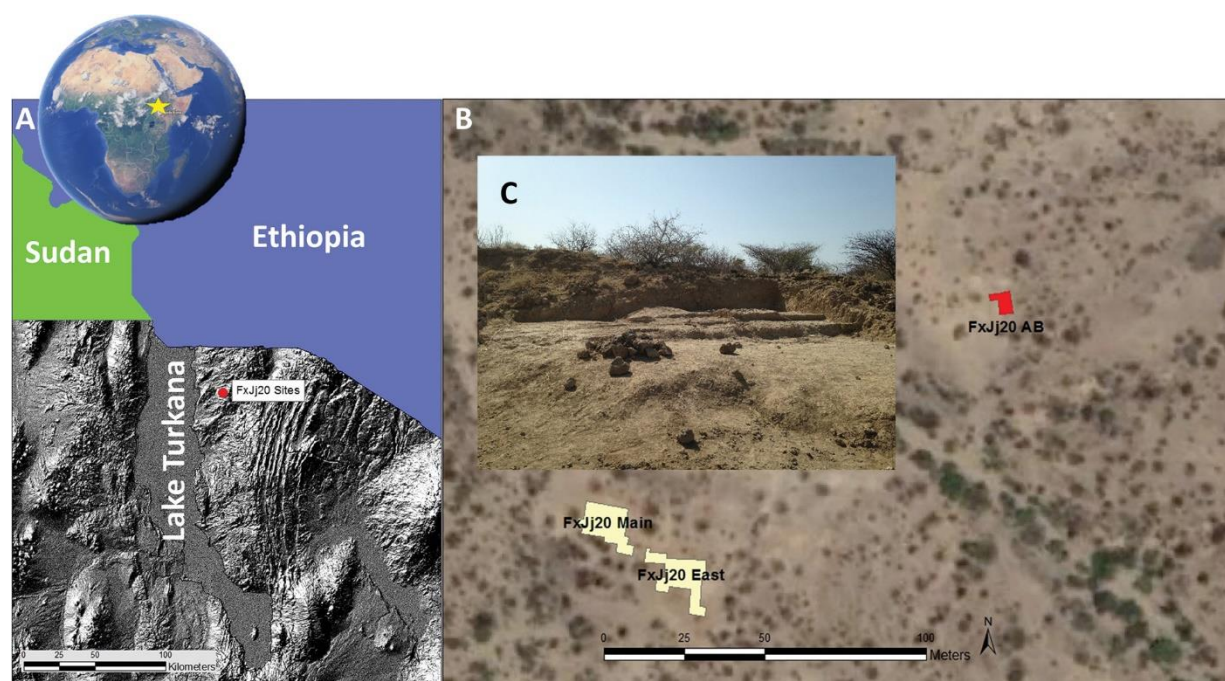 A
Sudan
Ethiopia
Lake Turkana
FxJj20 Sites
0 25 50 100
Kilometers
B
C
FxJj20 AB
FxJj20 Main
FxJj20 East
0 25 50 100
Meters
N